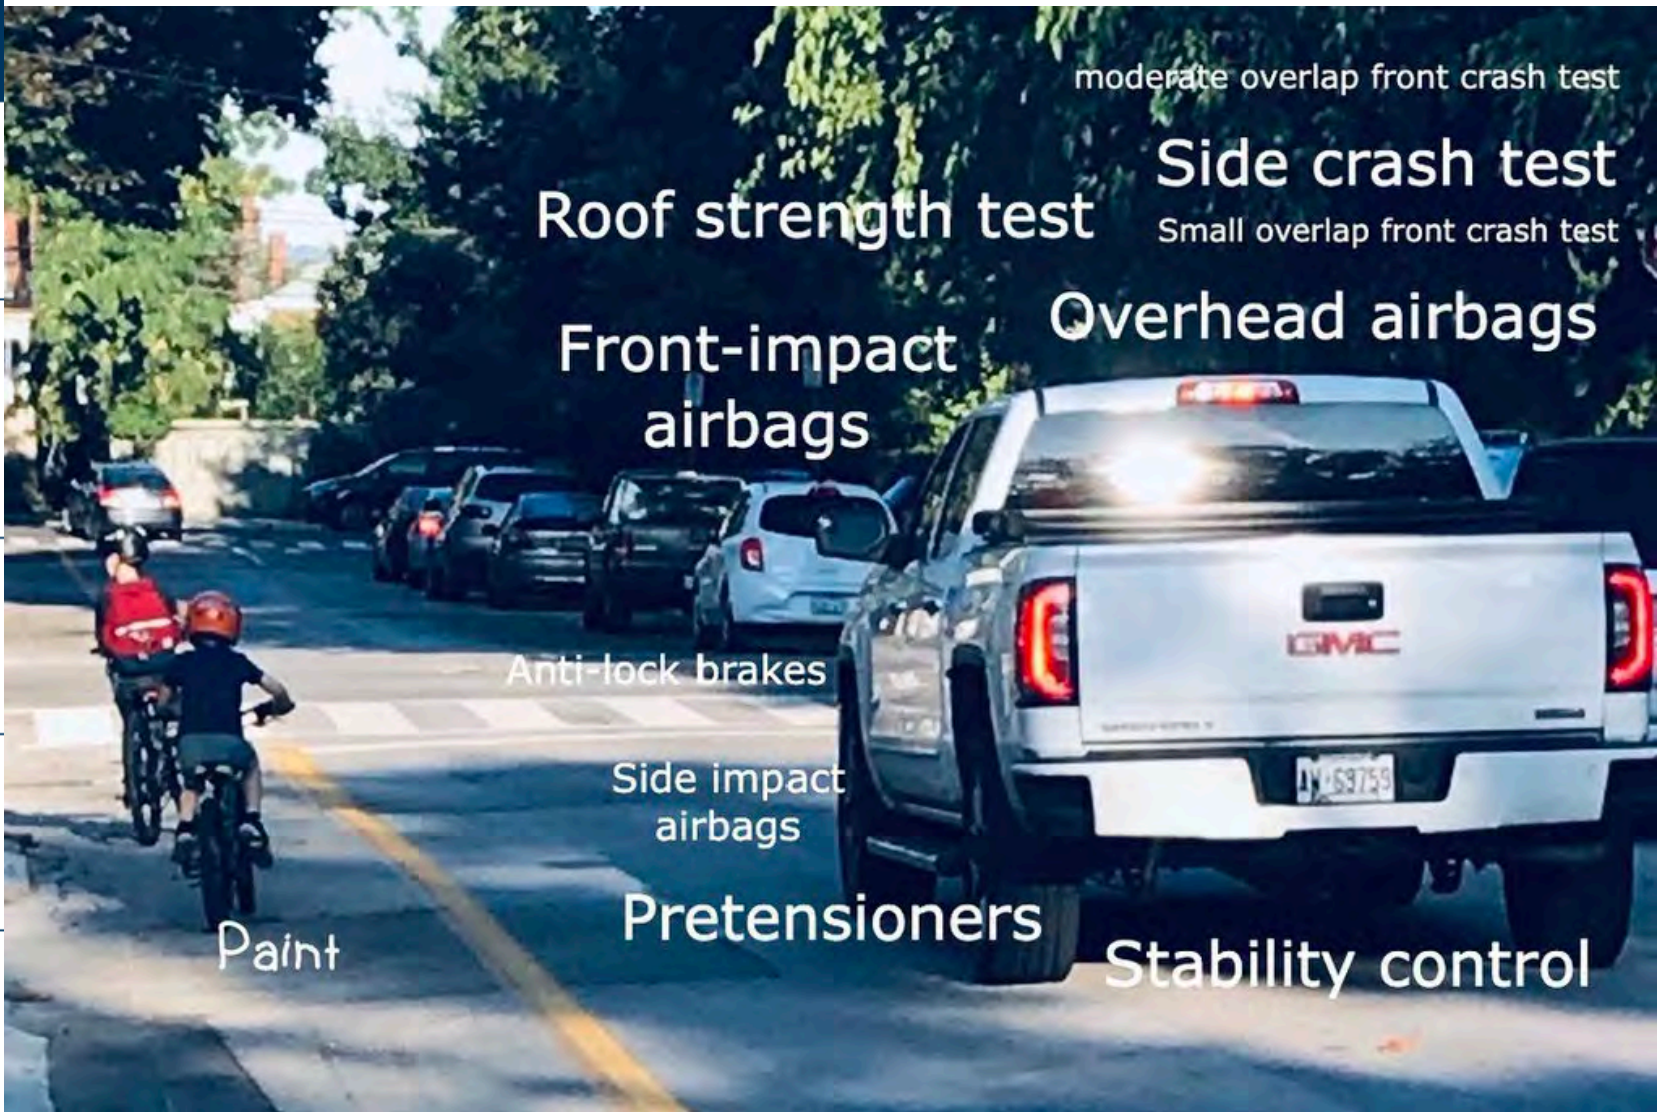 moderate overlap front crash test
Side crash test
Roof strength test
Small overlap front crash test
Overhead airbags
Front-impact
airbags
GMC
Anti-lock brakes
Side impact
airbags
Pretensioners
Paint
Stability control